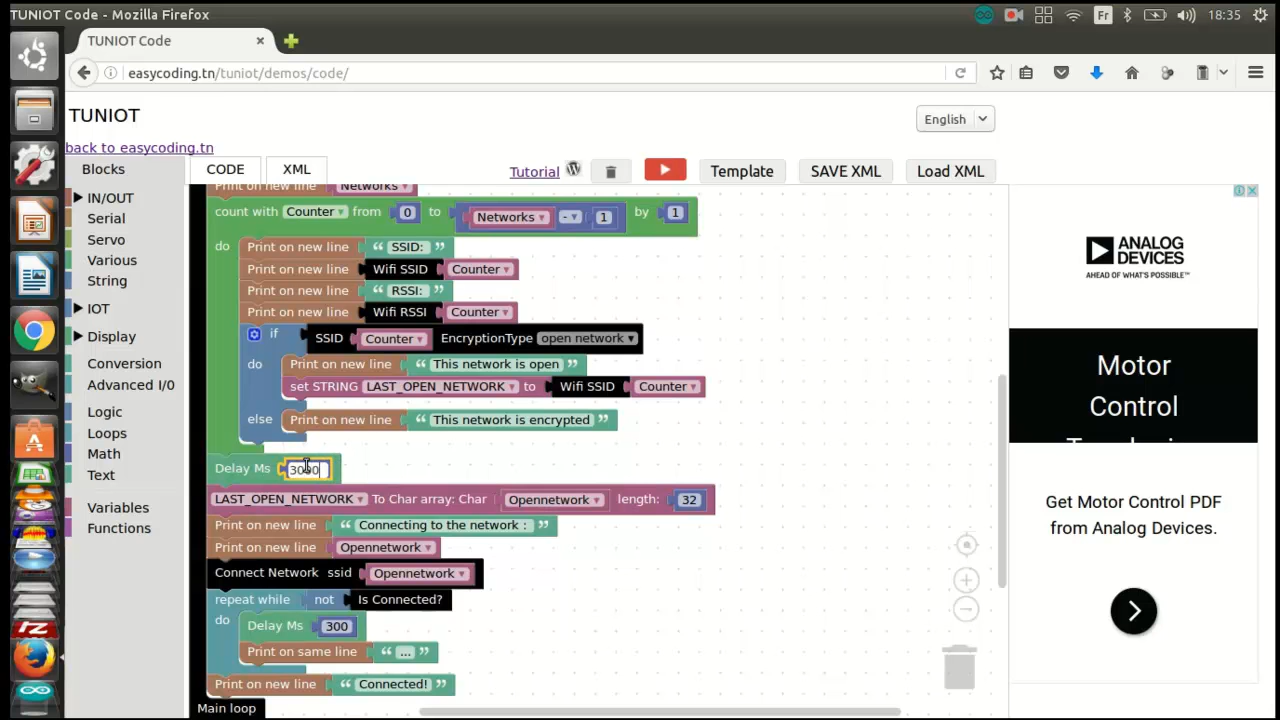 TUNIOT Code - Mozilla Firefox
Fr
18:35
TUNIOT Code
easycoding.tn/tuniot/demos/code/
TUNIOT
English
back to easycoding.tn
Blocks
CODE
XML
Tutorial
Template
SAVE XML
Load XML
IN/OUT
Serial
Servo
Various
String
IOT
Display
Conversion
Advanced I/0
Logic
Loops
Math
Text
Variables
Functions
Print on new line Networks
count with Counter from 0 to Networks - 1 by 1
do Print on new line “ SSID: ”
Print on new line Wifi SSID Counter
Print on new line “ RSSI: ”
Print on new line Wifi RSSI Counter
if SSID Counter EncryptionType open network
do Print on new line “ This network is open ”
set STRING LAST_OPEN_NETWORK to Wifi SSID Counter
else Print on new line “ This network is encrypted ”
Delay Ms 3000
LAST_OPEN_NETWORK To Char array: Char Opennetwork length: 32
Print on new line “ Connecting to the network : ”
Print on new line Opennetwork
Connect Network ssid Opennetwork
repeat while not Is Connected?
do Delay Ms 300
Print on same line “ ... ”
Print on new line “ Connected! ”
Main loop
ANALOG
DEVICES
AHEAD OF WHAT'S POSSIBLE™
Motor
Control
Get Motor Control PDF
from Analog Devices.